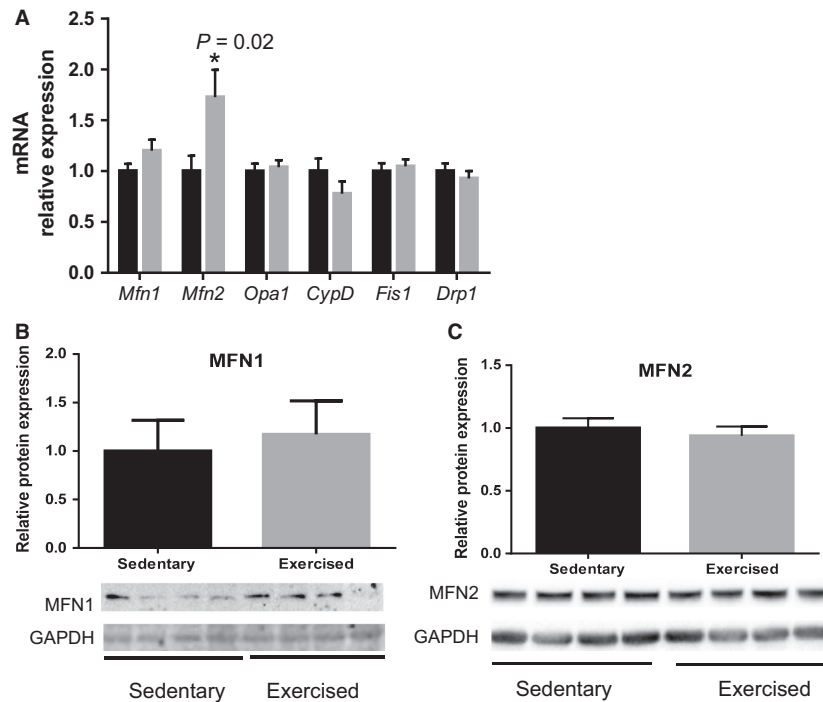 A
mRNA
relative expression
2.5
2.0
1.5
1.0
0.5
0.0
P = 0.02
*
Mfn1 Mfn2 Opa1 CypD Fis1 Drp1
B
MFN1
Relative protein expression
2.0
1.5
1.0
0.5
0.0
Sedentary Exercised
MFN1
GAPDH
Sedentary Exercised
C
MFN2
Relative protein expression
1.5
1.0
0.5
0.0
Sedentary Exercised
MFN2
GAPDH
Sedentary Exercised